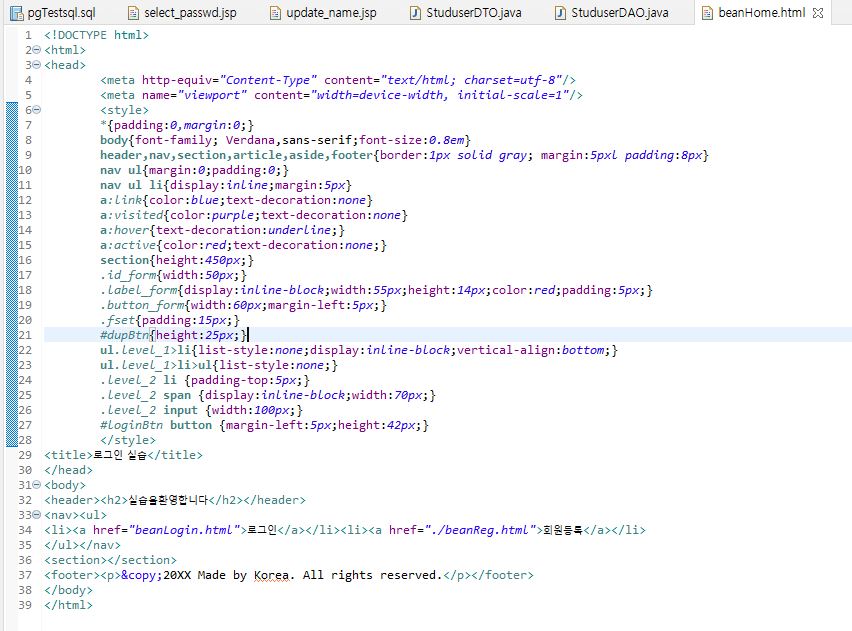 pgTestsql.sql select_passwd.jsp update_name.jsp StuduserDTO.java StuduserDAO.java beanHome.html
1 <!DOCTYPE html>
2 <html>
3 <head>
4 <meta http-equiv="Content-Type" content="text/html; charset=utf-8"/>
5 <meta name="viewport" content="width=device-width, initial-scale=1"/>
6 <style>
7 *{padding:0,margin:0;}
8 body{font-family; Verdana,sans-serif;font-size:0.8em}
9 header,nav,section,article,aside,footer{border:1px solid gray; margin:5pxl padding:8px}
10 nav ul{margin:0;padding:0;}
11 nav ul li{display:inline;margin:5px}
12 a:link{color:blue;text-decoration:none}
13 a:visited{color:purple;text-decoration:none}
14 a:hover{text-decoration:underline;}
15 a:active{color:red;text-decoration:none;}
16 section{height:450px;}
17 .id_form{width:50px;}
18 .label_form{display:inline-block;width:55px;height:14px;color:red;padding:5px;}
19 .button_form{width:60px;margin-left:5px;}
20 .fset{padding:15px;}
21 #dupBtn{height:25px;}
22 ul.level_1>li{list-style:none;display:inline-block;vertical-align:bottom;}
23 ul.level_1>li>ul{list-style:none;}
24 .level_2 li {padding-top:5px;}
25 .level_2 span {display:inline-block;width:70px;}
26 .level_2 input {width:100px;}
27 #loginBtn button {margin-left:5px;height:42px;}
28 </style>
29 <title>로그인 실습</title>
30 </head>
31 <body>
32 <header><h2>실습을환영합니다</h2></header>
33 <nav><ul>
34 <li><a href="beanLogin.html">로그인</a></li><li><a href="./beanReg.html">회원등록</a></li>
35 </ul></nav>
36 <section></section>
37 <footer><p>&copy;20XX Made by Korea. All rights reserved.</p></footer>
38 </body>
39 </html>